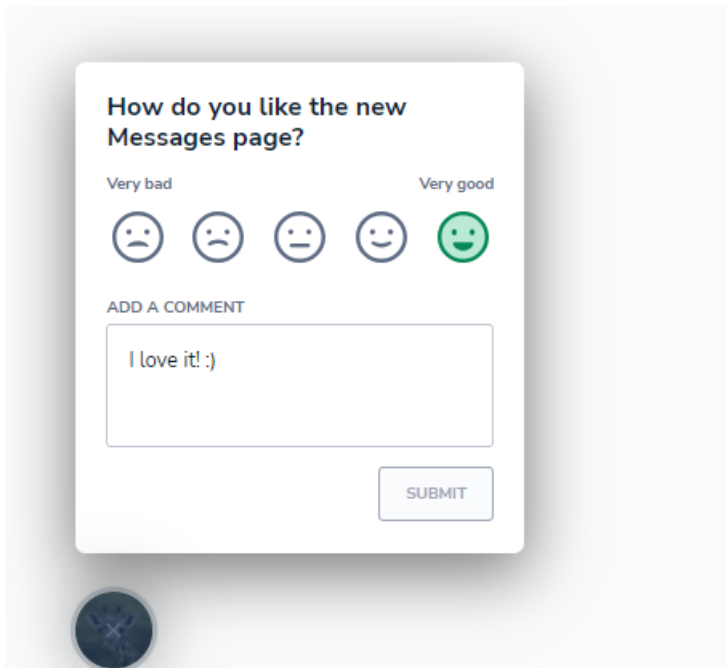 How do you like the new
Messages page?
Very bad Very good
ADD A COMMENT
I love it! :)
SUBMIT